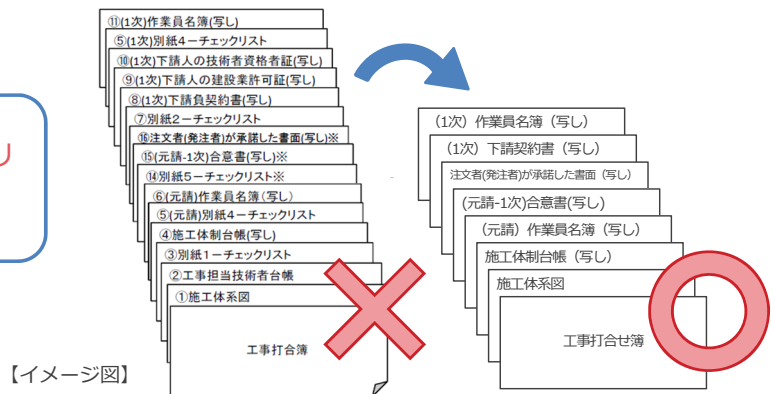 ⑪(1次)作業員名簿(写し)
⑤(1次)別紙4ーチェックリスト
⑩(1次)下請人の技術者資格者証(写し)
⑨(1次)下請人の建設業許可証(写し)
⑧(1次)下請負契約書(写し)
⑦別紙2ーチェックリスト
⑯注文者(発注者)が承諾した書面(写し)※
⑮(元請-1次)合意書(写し)※
⑭別紙5ーチェックリスト※
⑥(元請)作業員名簿(写し)
⑤(元請)別紙4ーチェックリスト
④施工体制台帳(写し)
③別紙1ーチェックリスト
②工事担当技術者台帳
①施工体系図
工事打合簿
(1次)作業員名簿(写し)
(1次)下請契約書(写し)
注文者(発注者)が承諾した書面(写し)
(元請-1次)合意書(写し)
(元請)作業員名簿(写し)
施工体制台帳(写し)
施工体系図
工事打合せ簿
り
【イメージ図】